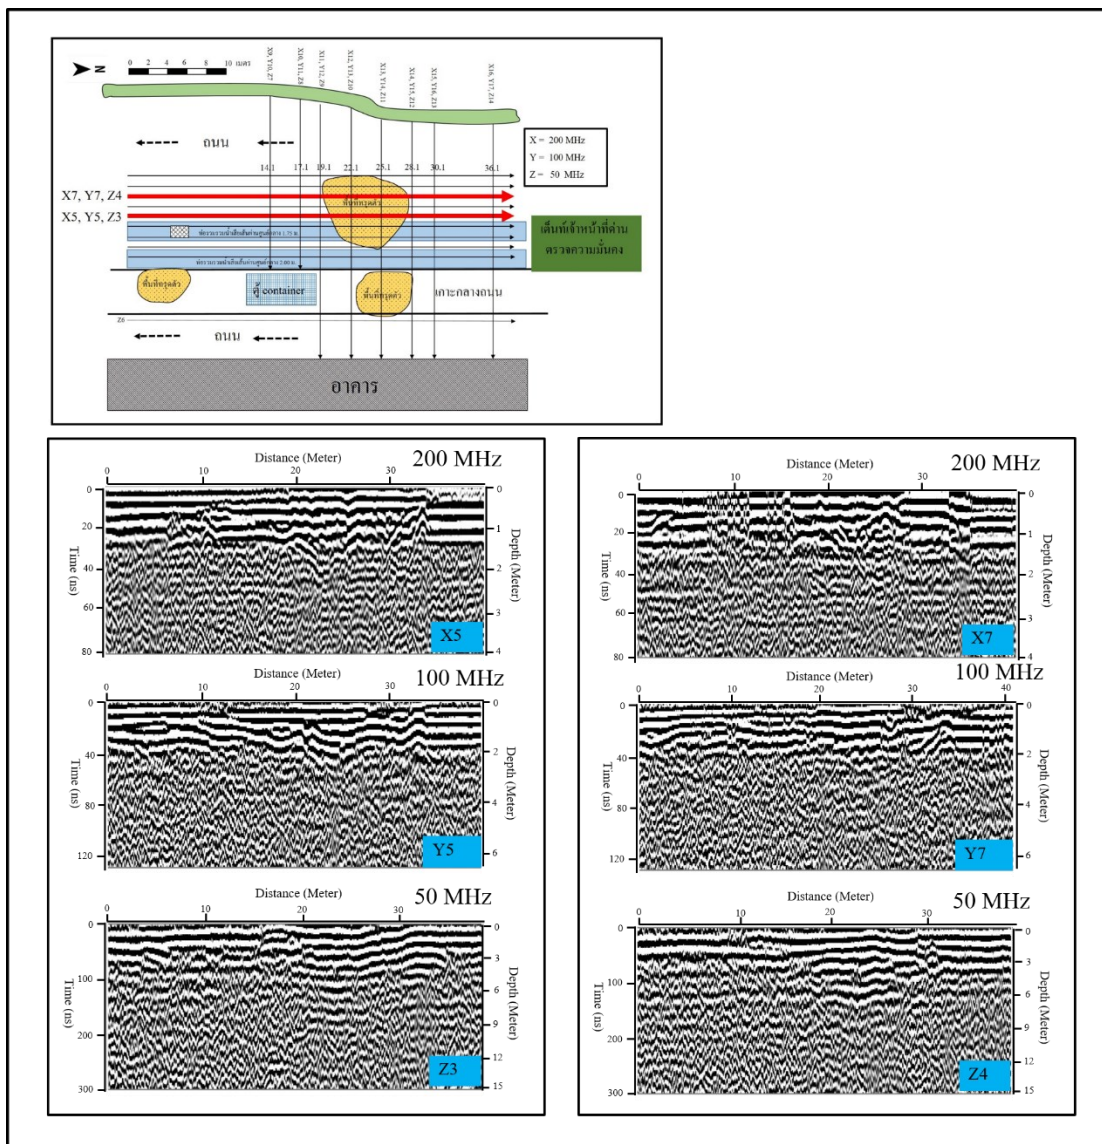 N
0 2 4 6 8 10 เมตร
X9, Y10, Z7
X10, Y11, Z8
X11, Y12, Z9
X12, Y13, Z10
X13, Y14, Z11
X14, Y15, Z12
X15, Y16, Z13
X16, Y17, Z14
ถนน
X = 200 MHz
Y = 100 MHz
Z = 50 MHz
14.1 17.1 19.1 22.1 25.1 28.1 30.1 36.1
X7, Y7, Z4
พื้นที่ทรุดตัว
X5, Y5, Z3
เต็นท์เจ้าหน้าที่ด่าน
ตรวจความมั่นคง
พื้นที่ทรุดตัว
ตู้ container
พื้นที่ทรุดตัว
เกาะกลางถนน
Z6
ถนน
อาคาร
Distance (Meter) 200 MHz
0 10 20 30
Time (ns)
0 20 40 60 80
Depth (Meter)
0 1 2 3 4
X5
100 MHz
Distance (Meter)
0 10 20 30
Time (ns)
0 40 80 120
Depth (Meter)
0 2 4 6
Y5
Distance (Meter) 50 MHz
0 10 20 30
Time (ns)
0 100 200 300
Depth (Meter)
0 3 6 9 12 15
Z3
Distance (Meter) 200 MHz
0 10 20 30
Time (ns)
0 20 40 60 80
Depth (Meter)
0 1 2 3 4
X7
100 MHz
Distance (Meter)
0 10 20 30 40
Time (ns)
0 40 80 120
Depth (Meter)
0 2 4 6
Y7
Distance (Meter) 50 MHz
0 10 20 30
Time (ns)
0 100 200 300
Depth (Meter)
0 3 6 9 12 15
Z4